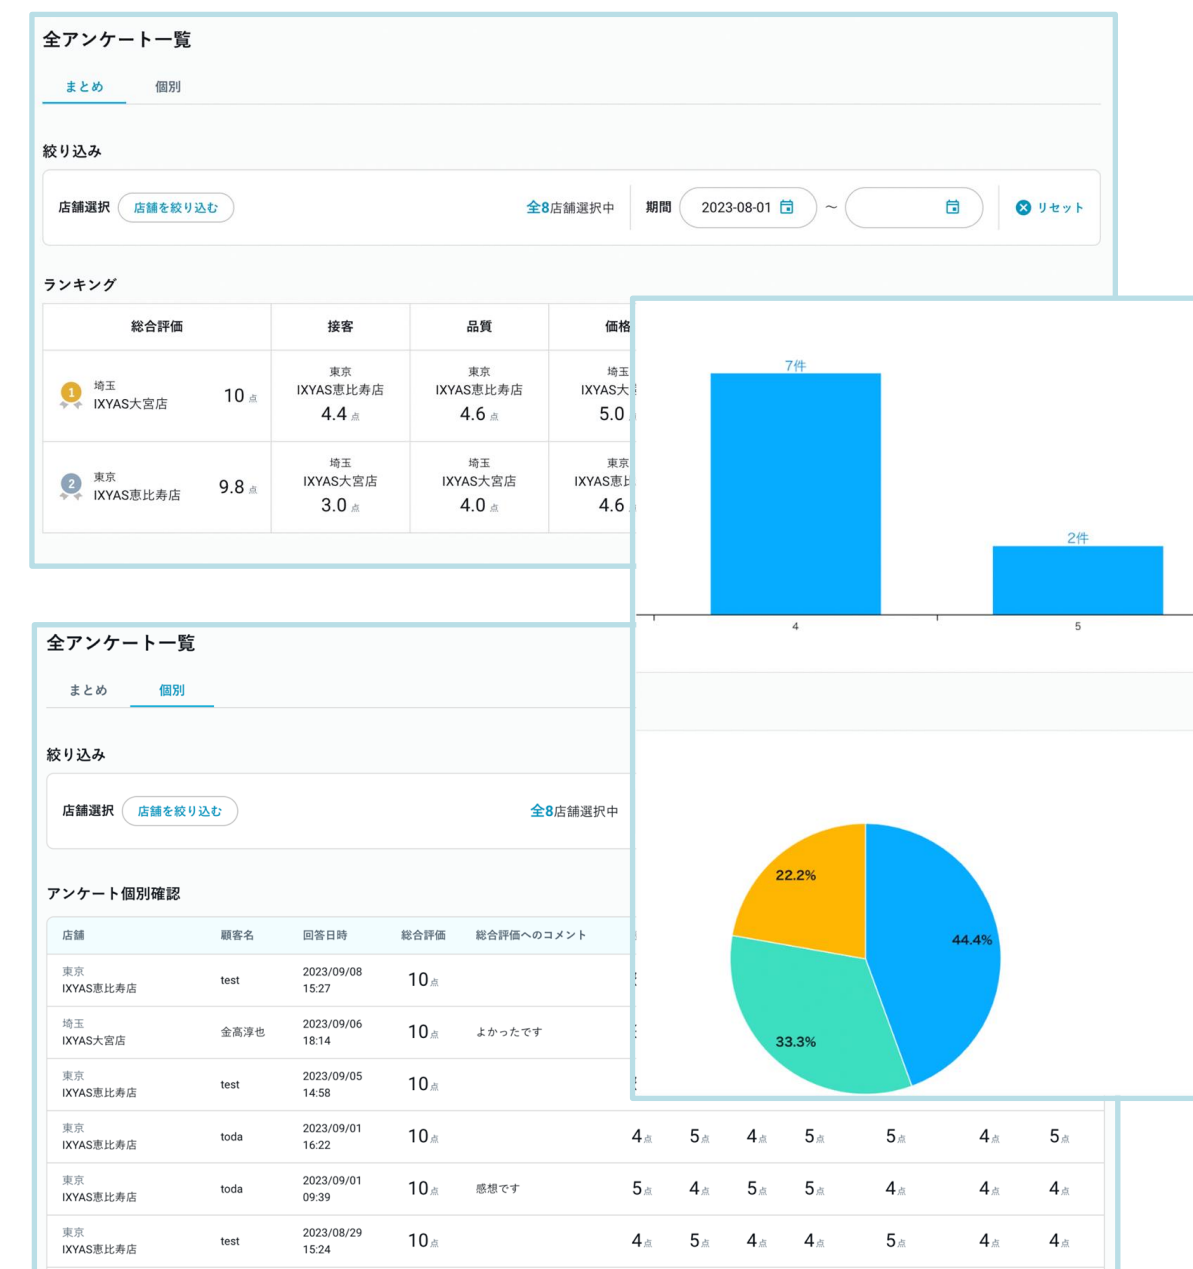 全アンケート一覧
まとめ 個別
絞り込み
店舗選択 店舗を絞り込む 全8店舗選択中 期間 2023-08-01 ~ リセット
ランキング
総合評価 接客 品質 価格
1 埼玉 IXYAS大宮店 10点
東京
IXYAS恵比寿店
4.4点
東京
IXYAS恵比寿店
4.6点
埼玉
IXYAS大
5.0
2 東京 IXYAS恵比寿店 9.8点
埼玉
IXYAS大宮店
3.0点
埼玉
IXYAS大宮店
4.0点
東京
IXYAS恵比
4.6
7件
2件
4 5
22.2%
44.4%
33.3%
全アンケート一覧
まとめ 個別
絞り込み
店舗選択 店舗を絞り込む 全8店舗選択中
アンケート個別確認
店舗 顧客名 回答日時 総合評価 総合評価へのコメント
東京 IXYAS恵比寿店 test 2023/09/08 15:27 10点
埼玉 IXYAS大宮店 金高淳也 2023/09/06 18:14 10点 よかったです
東京 IXYAS恵比寿店 test 2023/09/05 14:58 10点
東京 IXYAS恵比寿店 toda 2023/09/01 16:22 10点 4点 5点 4点 5点 5点 4点 5点
東京 IXYAS恵比寿店 toda 2023/09/01 09:39 10点 感想です 5点 4点 5点 5点 4点 4点 4点
東京 IXYAS恵比寿店 test 2023/08/29 15:24 10点 4点 5点 4点 4点 5点 4点 4点